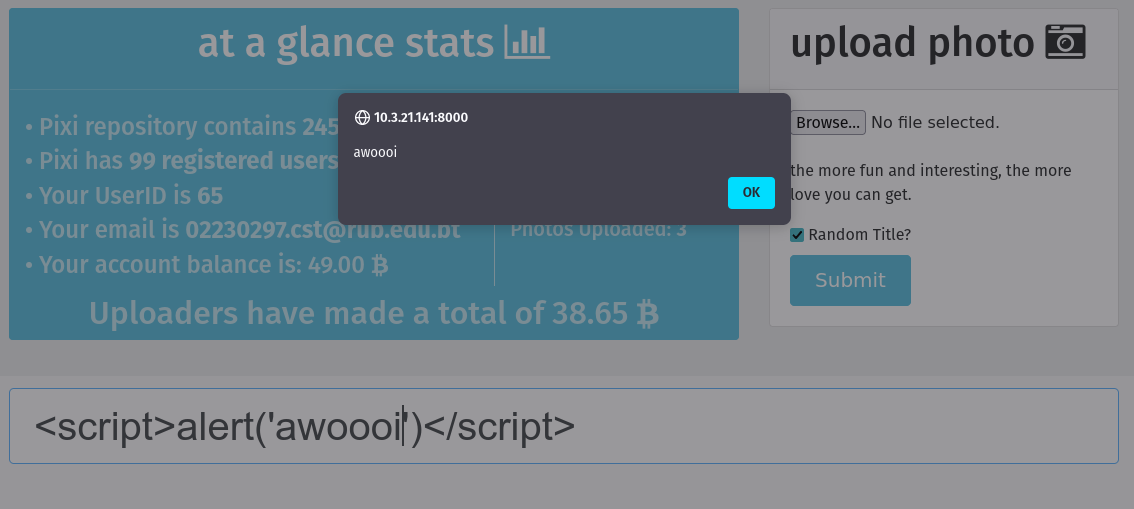 at a glance stats
• Pixi repository contains 245
• Pixi has 99 registered users
• Your UserID is 65
• Your email is 02230297.cst@rub.edu.bt
• Your account balance is: 49.00 ₿
Photos Uploaded: 3
Uploaders have made a total of 38.65 ₿
10.3.21.141:8000
awoooi
OK
upload photo
Browse... No file selected.
the more fun and interesting, the more
love you can get.
Random Title?
Submit
<script>alert('awoooi')</script>